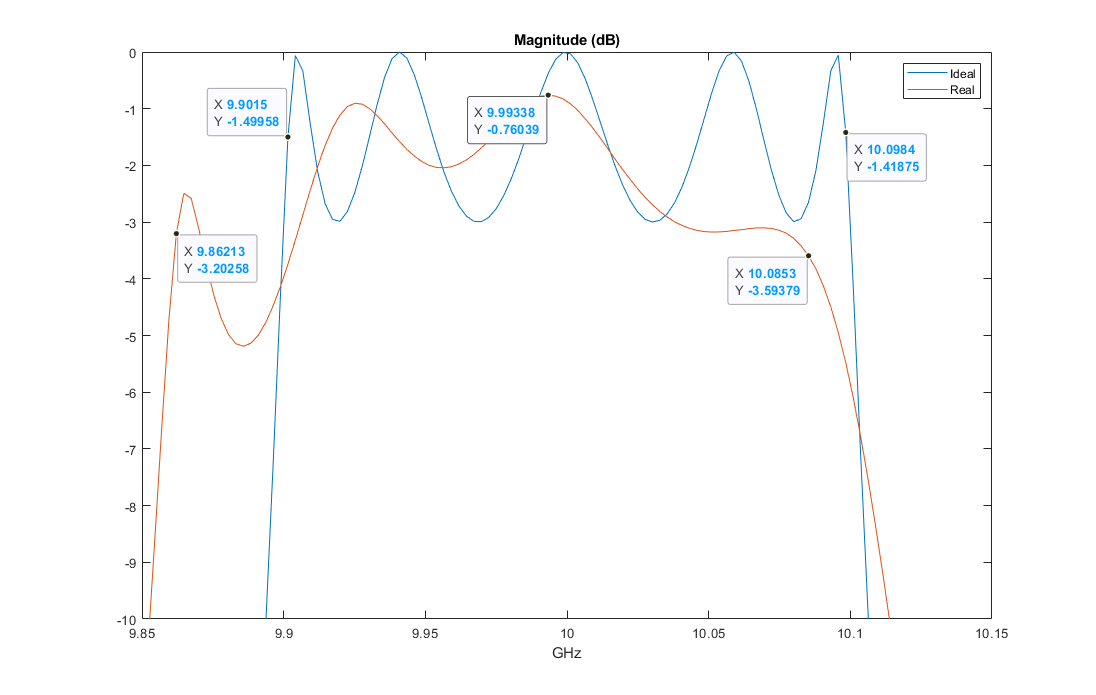 Magnitude (dB)
0
-1
-2
-3
-4
-5
-6
-7
-8
-9
-10
Ideal
Real
X 9.9015
Y -1.49958
X 9.99338
Y -0.76039
X 10.0984
Y -1.41875
X 9.86213
Y -3.20258
X 10.0853
Y -3.59379
9.85
9.9
9.95
10
10.05
10.1
10.15
GHz